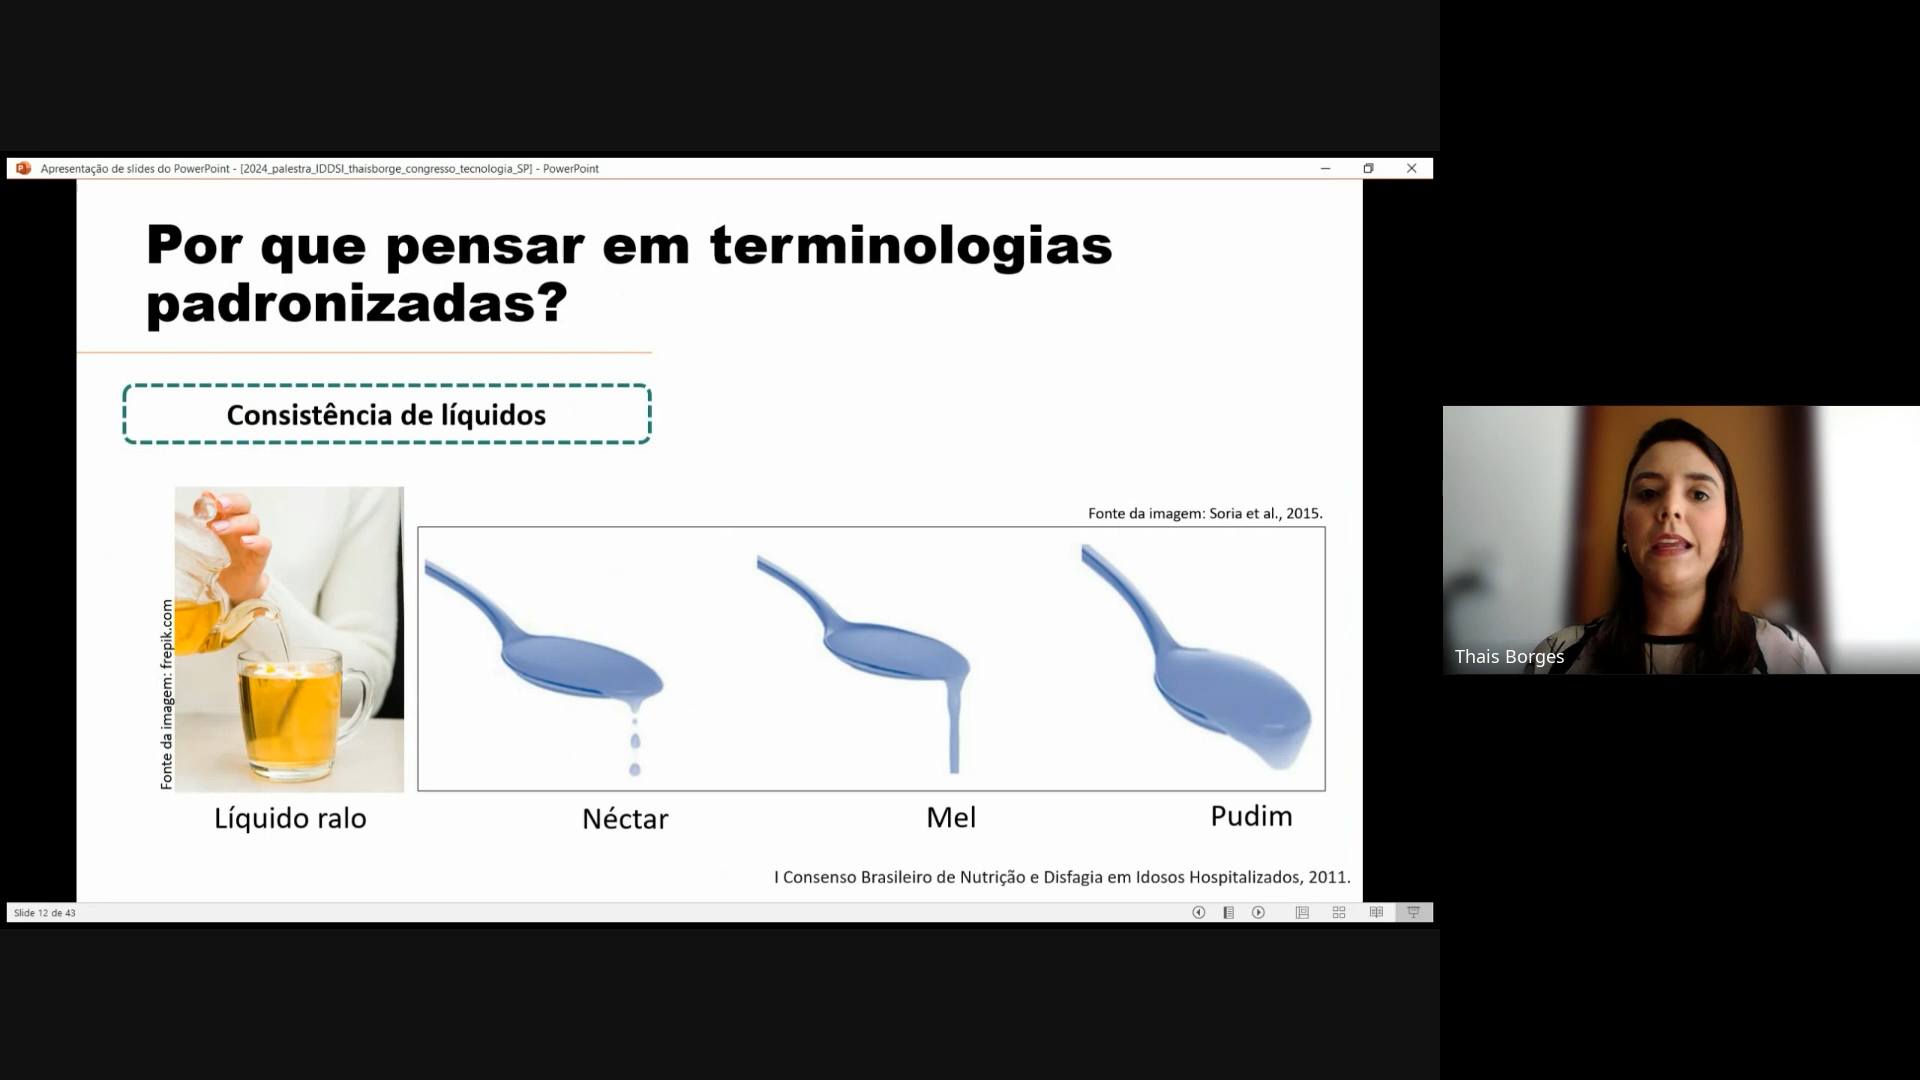 Apresentação de slides do PowerPoint - [2024_palestra_IDDSI_thaisborge_congresso_tecnologia_SP] - PowerPoint
Por que pensar em terminologias
padronizadas?
Consistência de líquidos
Fonte da imagem: Soria et al., 2015.
Fonte da imagem: frepik.com
Líquido ralo
Néctar
Mel
Pudim
I Consenso Brasileiro de Nutrição e Disfagia em Idosos Hospitalizados, 2011.
Slide 12 de 43
Thais Borges